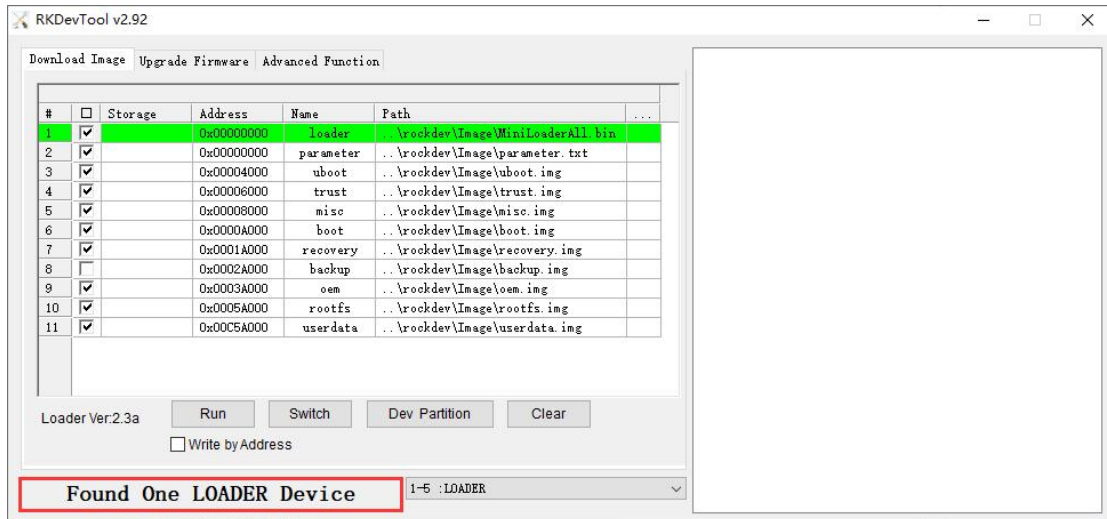 RKDevTool v2.92
Download Image Upgrade Firmware Advanced Function
# Storage Address Name Path ...
1 0x00000000 loader ..\rockdev\Image\MiniLoaderAll.bin
2 0x00000000 parameter ..\rockdev\Image\parameter.txt
3 0x00004000 uboot ..\rockdev\Image\uboot.img
4 0x00006000 trust ..\rockdev\Image\trust.img
5 0x00008000 misc ..\rockdev\Image\misc.img
6 0x0000A000 boot ..\rockdev\Image\boot.img
7 0x0001A000 recovery ..\rockdev\Image\recovery.img
8 0x0002A000 backup ..\rockdev\Image\backup.img
9 0x0003A000 oem ..\rockdev\Image\oem.img
10 0x0005A000 rootfs ..\rockdev\Image\rootfs.img
11 0x00C5A000 userdata ..\rockdev\Image\userdata.img
Loader Ver:2.3a Run Switch Dev Partition Clear
Write by Address
Found One LOADER Device 1-5 :LOADER